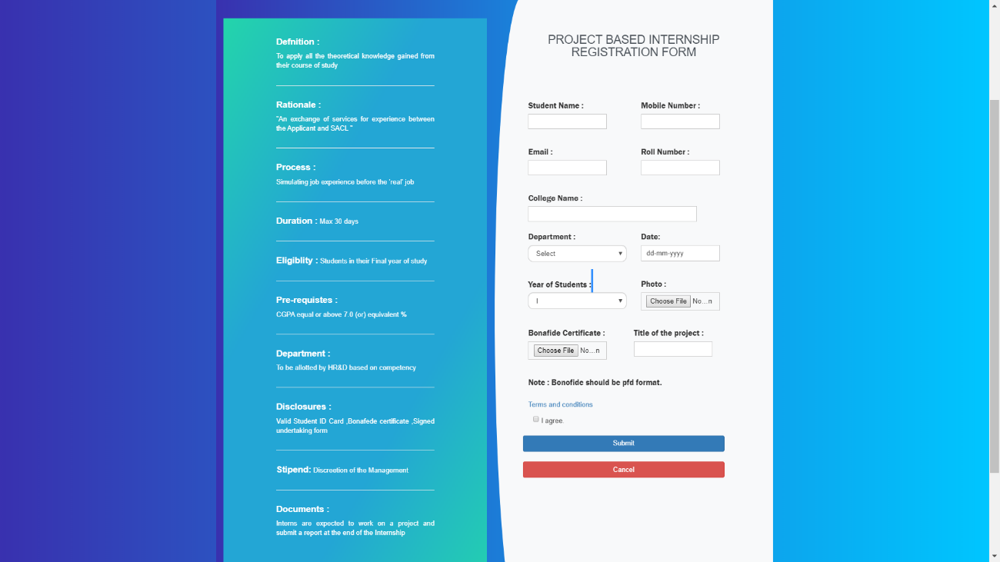 Defnition :
To apply all the theoretical knowledge gained from
their course of study
Rationale :
"An exchange of services for experience between
the Applicant and SACL "
Process :
Simulating job experience before the 'real' job
Duration : Max 30 days
Eligiblity : Students in their Final year of study
Pre-requistes :
CGPA equal or above 7.0 (or) equivalent %
Department :
To be allotted by HR&D based on competency
Disclosures :
Valid Student ID Card ,Bonafede certificate ,Signed
undertaking form
Stipend: Discreetion of the Management
Documents :
Interns are expected to work on a project and
submit a report at the end of the Internship
PROJECT BASED INTERNSHIP
REGISTRATION FORM
Student Name : Mobile Number :
Email : Roll Number :
College Name :
Department : Date:
Select dd-mm-yyyy
Year of Students : Photo :
I Choose File No...n
Bonafide Certificate : Title of the project :
Choose File No...n
Note : Bonofide should be pfd format.
Terms and conditions
I agree.
Submit
Cancel